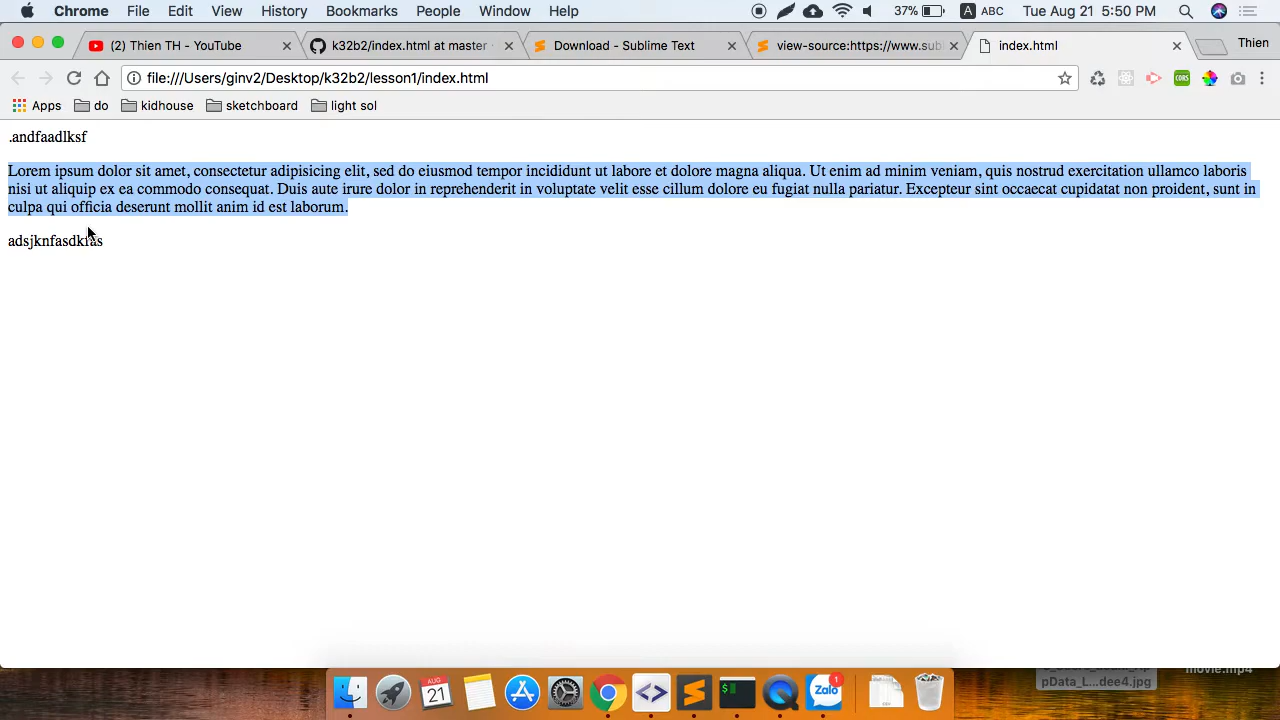 Chrome File Edit View History Bookmarks People Window Help 37% A ABC Tue Aug 21 5:50 PM
(2) Thien TH - YouTube k32b2/index.html at master Download - Sublime Text view-source:https://www.sub index.html Thien
file:///Users/ginv2/Desktop/k32b2/lesson1/index.html CORS
Apps do kidhouse sketchboard light sol
.andfaadlksf
Lorem ipsum dolor sit amet, consectetur adipisicing elit, sed do eiusmod tempor incididunt ut labore et dolore magna aliqua. Ut enim ad minim veniam, quis nostrud exercitation ullamco laboris
nisi ut aliquip ex ea commodo consequat. Duis aute irure dolor in reprehenderit in voluptate velit esse cillum dolore eu fugiat nulla pariatur. Excepteur sint occaecat cupidatat non proident, sunt in
culpa qui officia deserunt mollit anim id est laborum.
adsjknfasdkfas
movie.mp4
pData_L...dee4.jpg
AUG
21
$
Zalo
1